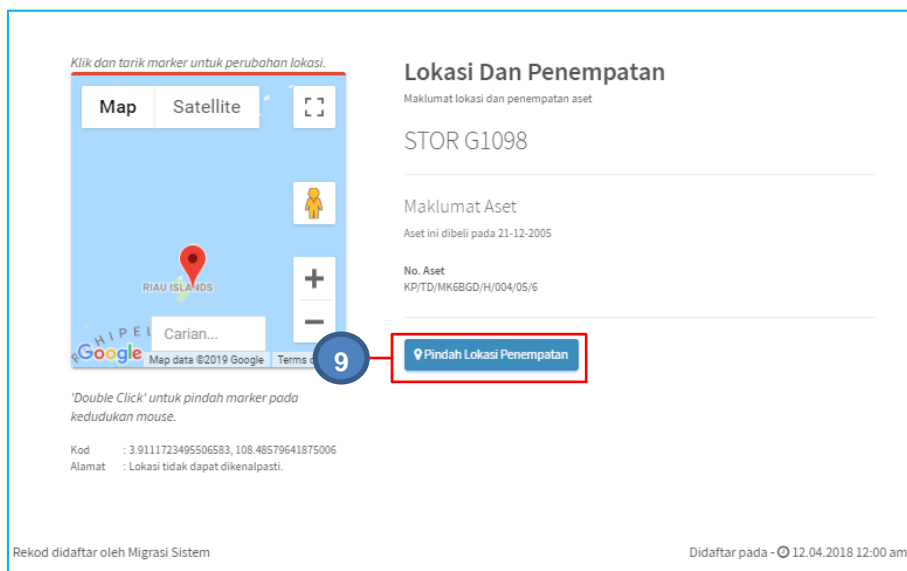 Klik dan tarik marker untuk perubahan lokasi.
Map Satellite
RIAU ISLANDS
HIPEL
Carian...
Google Map data ©2019 Google Terms
'Double Click' untuk pindah marker pada
kedudukan mouse.
Kod : 3.9111723495506583, 108.48579641875006
Alamat : Lokasi tidak dapat dikenalpasti.
Lokasi Dan Penempatan
Maklumat lokasi dan penempatan aset
STOR G1098
Maklumat Aset
Aset ini dibeli pada 21-12-2005
No. Aset
KP/TD/MK6BGD/H/004/05/6
9
Pindah Lokasi Penempatan
Rekod didaftar oleh Migrasi Sistem
Didaftar pada - 12.04.2018 12:00 am